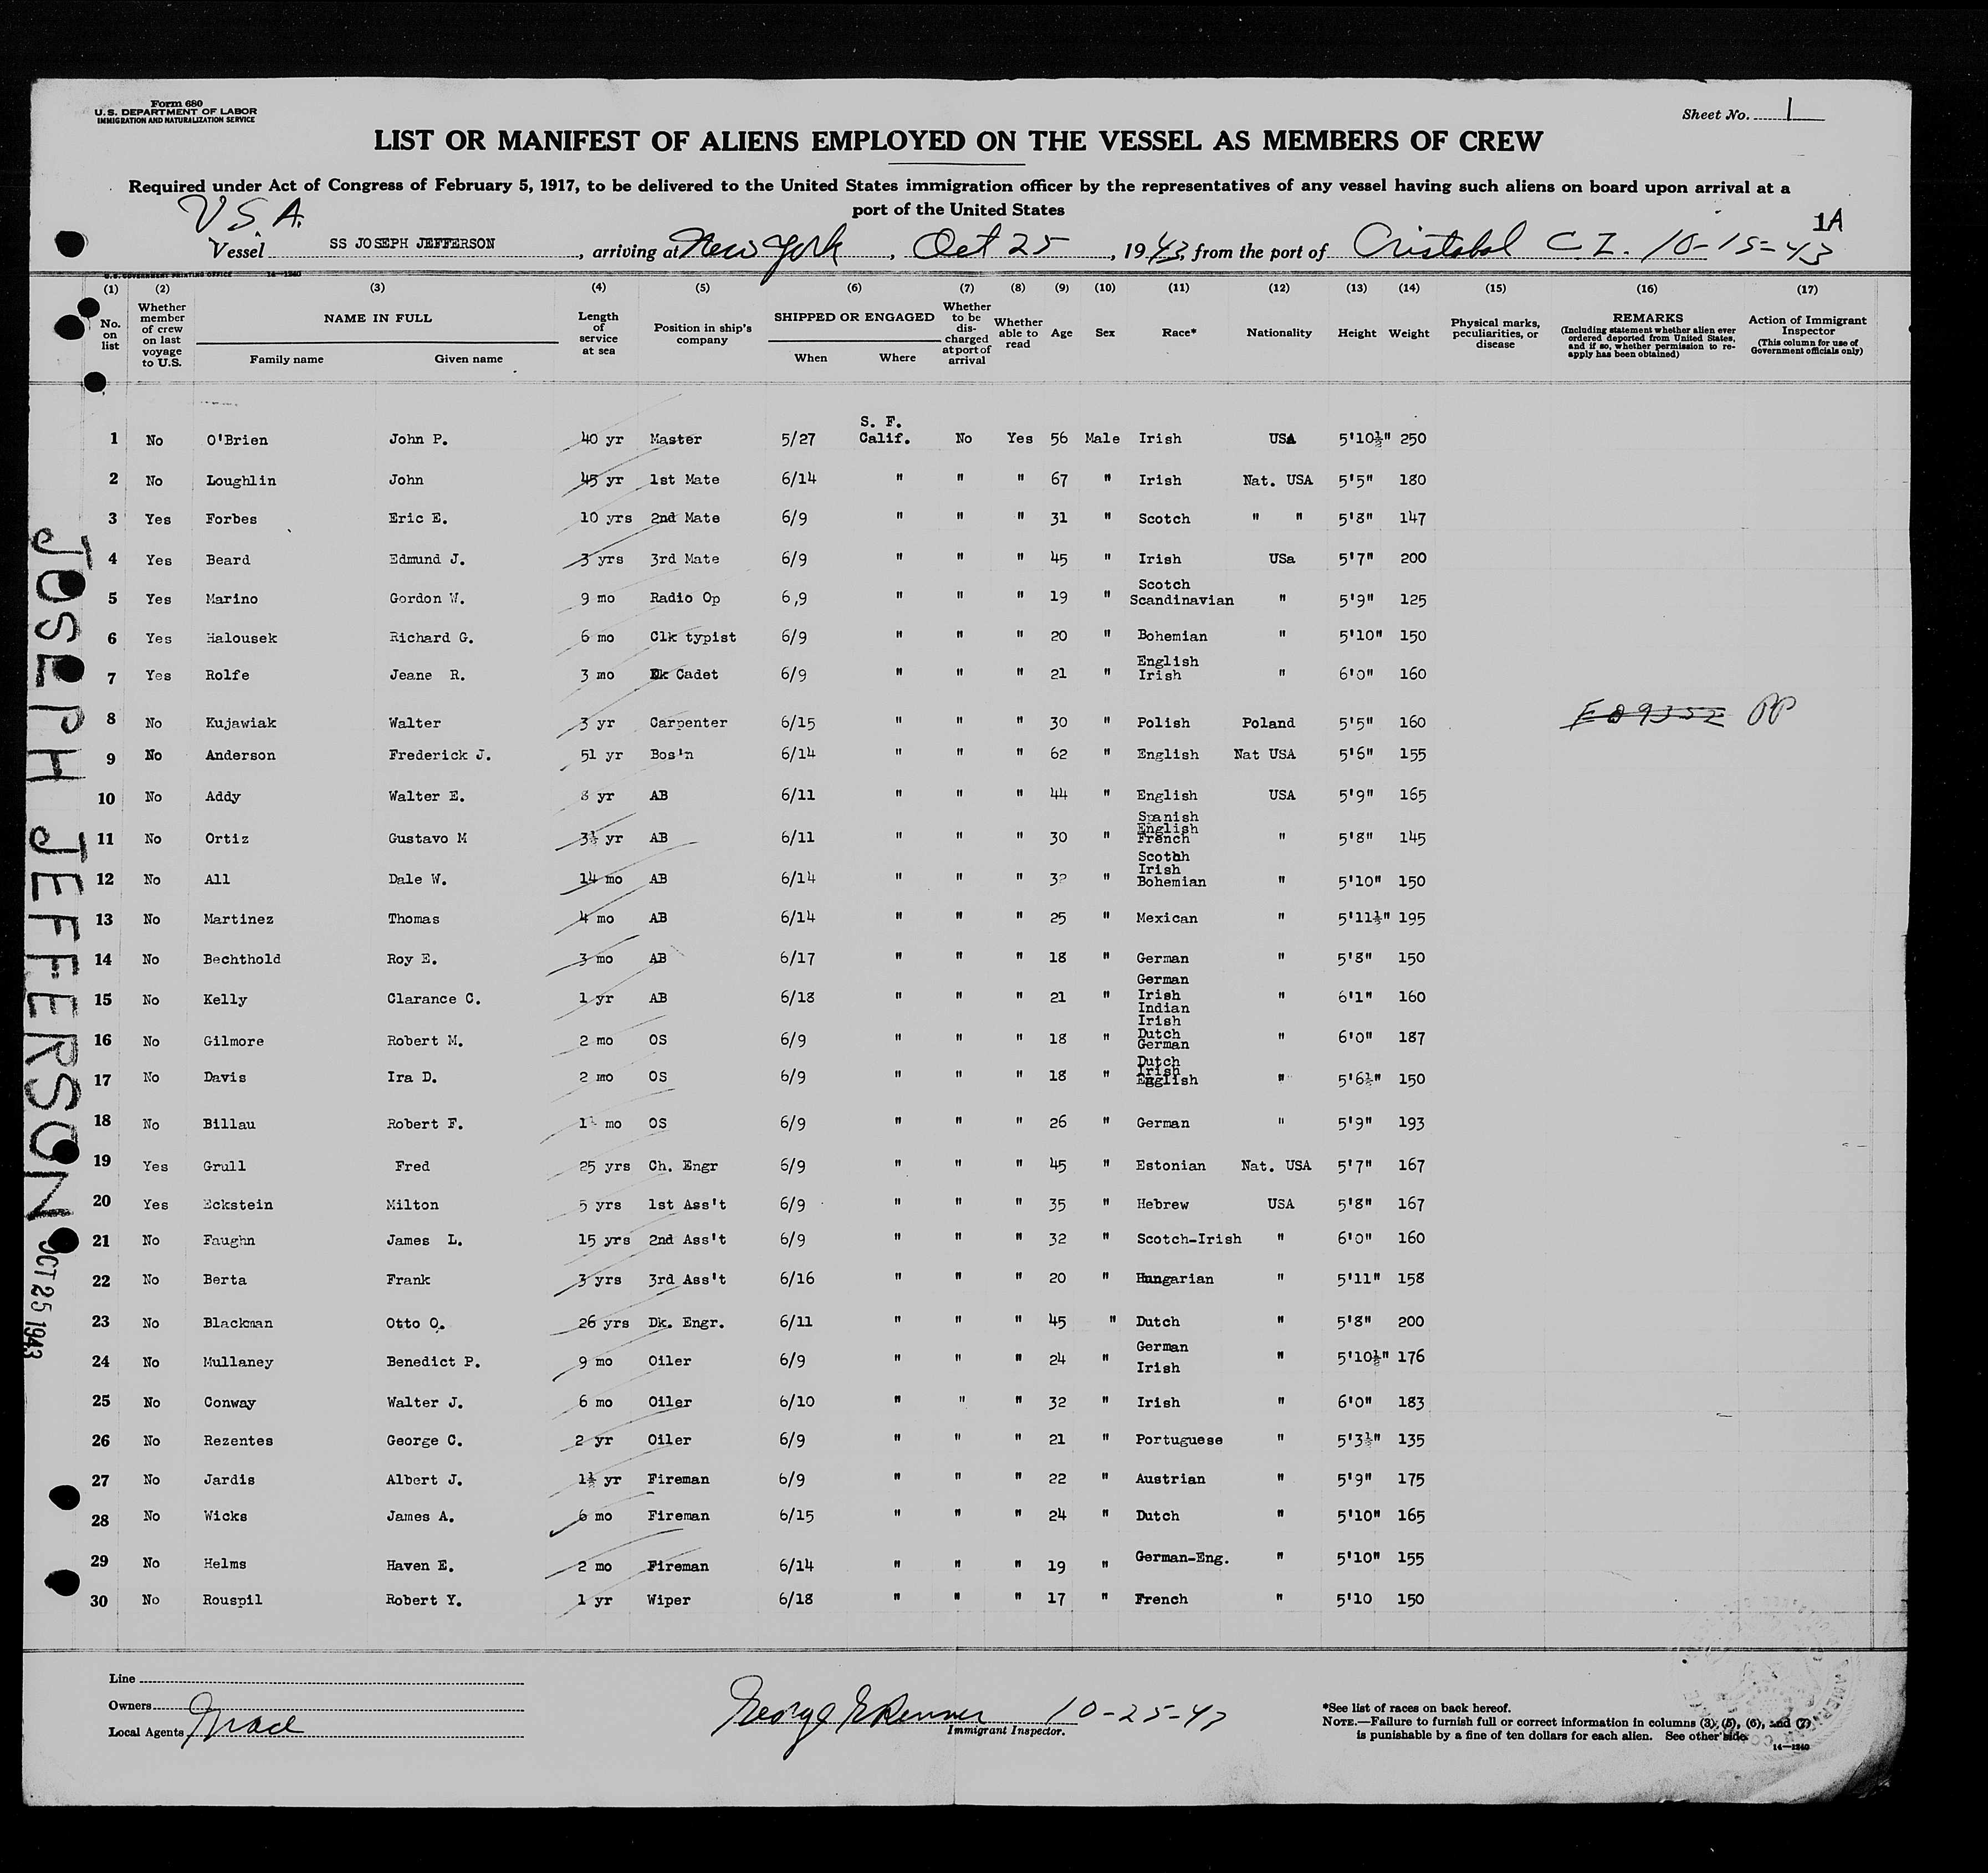 Form 680
U.S. DEPARTMENT OF LABOR
IMMIGRATION AND NATURALIZATION SERVICE
Sheet No. 1
LIST OR MANIFEST OF ALIENS EMPLOYED ON THE VESSEL AS MEMBERS OF CREW
Required under Act of Congress of February 5, 1917, to be delivered to the United States immigration officer by the representatives of any vessel having such aliens on board upon arrival at a
port of the United States
USA.
1A
Vessel SS JOSEPH JEFFERSON, arriving at New York, Oct 25, 1943, from the port of Cristobal C Z. 10-15-43
U.S. GOVERNMENT PRINTING OFFICE 14-1240
(1) (2) (3) (4) (5) (6) (7) (8) (9) (10) (11) (12) (13) (14) (15) (16) (17)
No. on list
Whether member of crew on last voyage to U.S.
NAME IN FULL
Family name Given name
Length of service at sea
Position in ship's company
SHIPPED OR ENGAGED
When Where
Whether to be discharged at port of arrival
Whether able to read
Age
Sex
Race*
Nationality
Height
Weight
Physical marks, peculiarities, or disease
REMARKS
(Including statement whether alien ever ordered deported from United States, and if so, whether permission to re-apply has been obtained)
Action of Immigrant Inspector
(This column for use of Government officials only)
1 No O'Brien John P. 40 yr Master 5/27 S. F. Calif. No Yes 56 Male Irish USA 5'10½" 250
2 No Loughlin John 45 yr 1st Mate 6/14 " " " 67 " Irish Nat. USA 5'5" 180
3 Yes Forbes Eric E. 10 yrs 2nd Mate 6/9 " " " 31 " Scotch " " 5'8" 147
4 Yes Beard Edmund J. 3 yrs 3rd Mate 6/9 " " " 45 " Irish USa 5'7" 200
5 Yes Marino Gordon W. 9 mo Radio Op 6,9 " " " 19 " Scotch Scandinavian " 5'9" 125
6 Yes Halousek Richard G. 6 mo Clk typist 6/9 " " " 20 " Bohemian " 5'10" 150
7 Yes Rolfe Jeane R. 3 mo Dk Cadet 6/9 " " " 21 " English Irish " 6'0" 160
8 No Kujawiak Walter 3 yr Carpenter 6/15 " " " 30 " Polish Poland 5'5" 160 PP
9 No Anderson Frederick J. 51 yr Bos'n 6/14 " " " 62 " English Nat USA 5'6" 155
10 No Addy Walter E. 8 yr AB 6/11 " " " 44 " English USA 5'9" 165
11 No Ortiz Gustavo M 3½ yr AB 6/11 " " " 30 " Spanish English French " 5'8" 145
12 No All Dale W. 14 mo AB 6/14 " " " 32 " Scotch Irish Bohemian " 5'10" 150
13 No Martinez Thomas 4 mo AB 6/14 " " " 25 " Mexican " 5'11½" 195
14 No Bechthold Roy E. 3 mo AB 6/17 " " " 18 " German " 5'8" 150
15 No Kelly Clarance C. 1 yr AB 6/18 " " " 21 " German Irish Indian " 6'1" 160
16 No Gilmore Robert M. 2 mo OS 6/9 " " " 18 " Irish Dutch German " 6'0" 187
17 No Davis Ira D. 2 mo OS 6/9 " " " 18 " Dutch Irish English " 5'6½" 150
18 No Billau Robert F. 1½ mo OS 6/9 " " " 26 " German " 5'9" 193
19 Yes Grull Fred 25 yrs Ch. Engr 6/9 " " " 45 " Estonian Nat. USA 5'7" 167
20 Yes Eckstein Milton 5 yrs 1st Ass't 6/9 " " " 35 " Hebrew USA 5'8" 167
21 No Faughn James L. 15 yrs 2nd Ass't 6/9 " " " 32 " Scotch-Irish " 6'0" 160
22 No Berta Frank 3 yrs 3rd Ass't 6/16 " " " 20 " Hungarian " 5'11" 158
23 No Blackman Otto O. 26 yrs Dk. Engr. 6/11 " " " 45 " Dutch " 5'8" 200
24 No Mullaney Benedict P. 9 mo Oiler 6/9 " " " 24 " German Irish " 5'10½" 176
25 No Conway Walter J. 6 mo Oiler 6/10 " " " 32 " Irish " 6'0" 183
26 No Rezentes George C. 2 yr Oiler 6/9 " " " 21 " Portuguese " 5'3½" 135
27 No Jardis Albert J. 1½ yr Fireman 6/9 " " " 22 " Austrian " 5'9" 175
28 No Wicks James A. 6 mo Fireman 6/15 " " " 24 " Dutch " 5'10" 165
29 No Helms Haven E. 2 mo Fireman 6/14 " " " 19 " German-Eng. " 5'10" 155
30 No Rouspil Robert Y. 1 yr Wiper 6/18 " " " 17 " French " 5'10 150
JOSEPH JEFFERSON
OCT 25 1943
Line
Owners
Local Agents Grace
George E Renner 10-25-43
Immigrant Inspector.
*See list of races on back hereof.
NOTE.—Failure to furnish full or correct information in columns (3), (5), (6), and (7)
is punishable by a fine of ten dollars for each alien. See other side.
14-1240